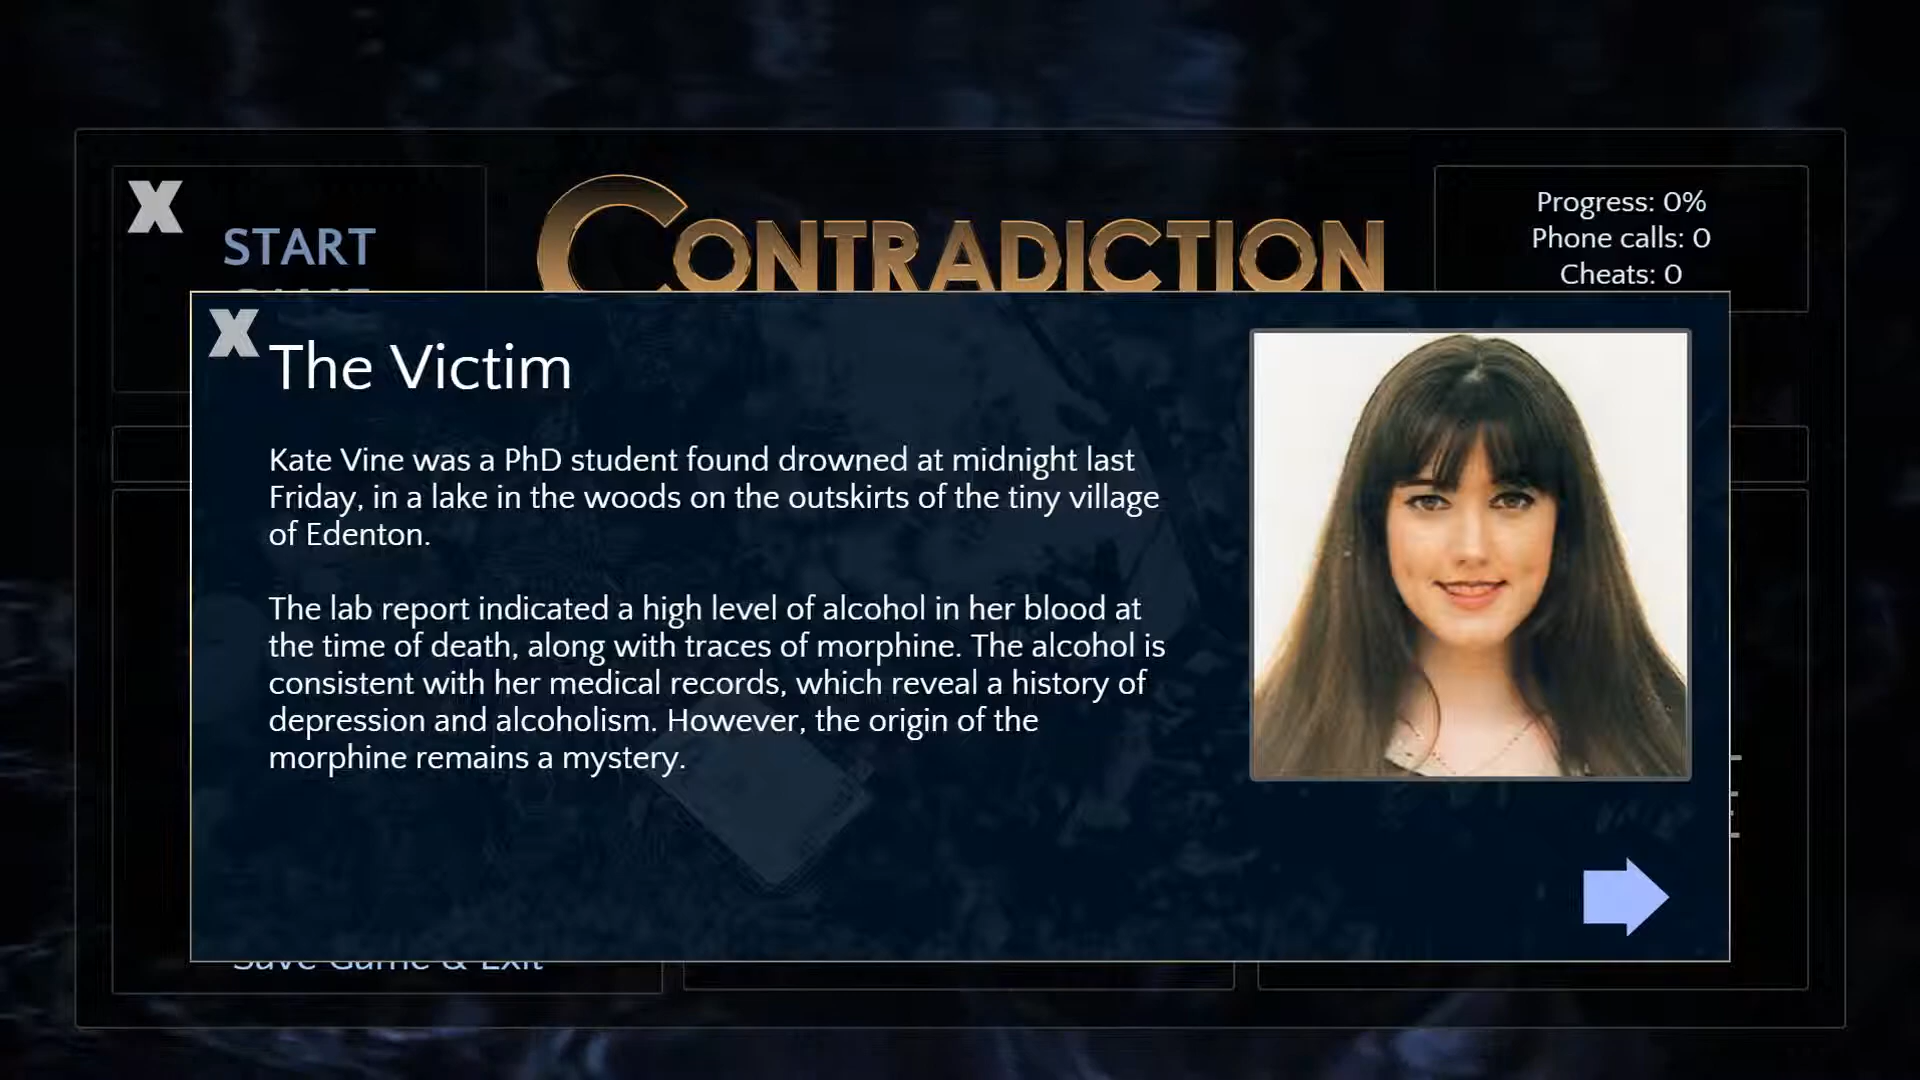 X
START
CONTRADICTION
Progress: 0%
Phone calls: 0
Cheats: 0
X
The Victim
Kate Vine was a PhD student found drowned at midnight last
Friday, in a lake in the woods on the outskirts of the tiny village
of Edenton.
The lab report indicated a high level of alcohol in her blood at
the time of death, along with traces of morphine. The alcohol is
consistent with her medical records, which reveal a history of
depression and alcoholism. However, the origin of the
morphine remains a mystery.
Save Game & Exit